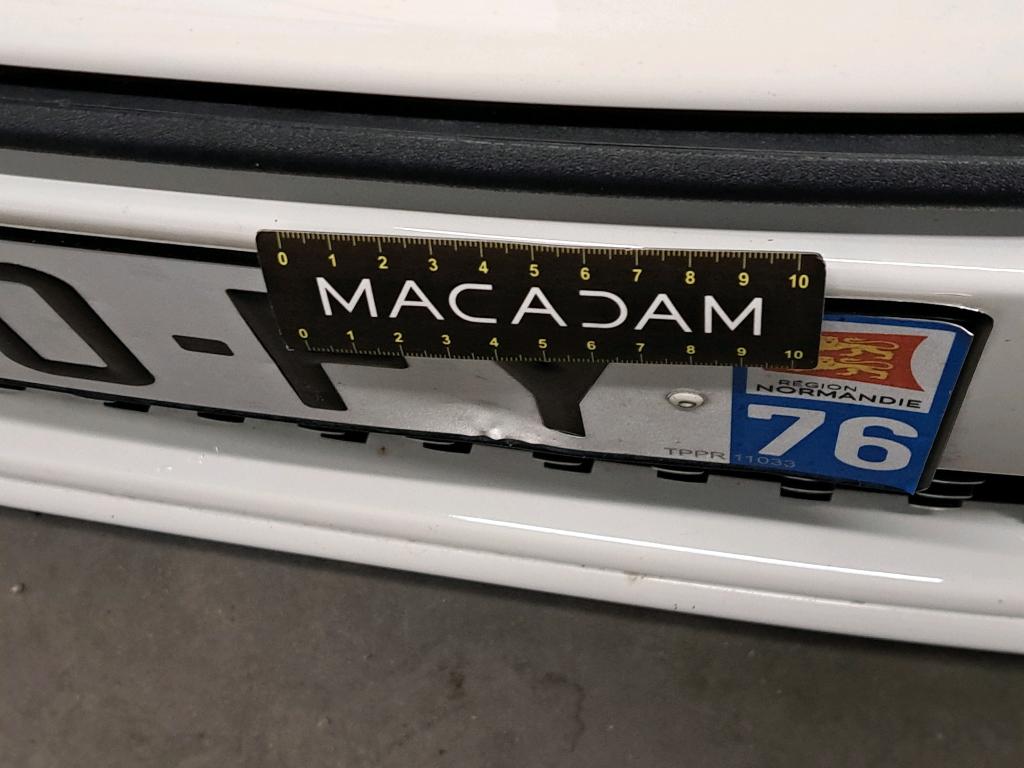 0 1 2 3 4 5 6 7 8 9 10
MACADAM
0 1 2 3 4 5 6 7 8 9 10
-
Y
RÉGION
NORMANDIE
76
TPPR 11033